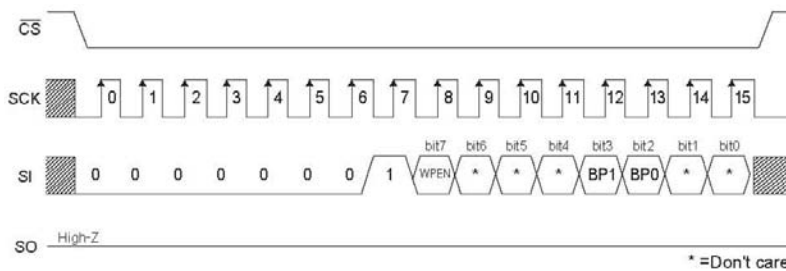 CS
SCK 0 1 2 3 4 5 6 7 8 9 10 11 12 13 14 15
bit7 bit6 bit5 bit4 bit3 bit2 bit1 bit0
SI 0 0 0 0 0 0 0 1 WPEN * * * BP1 BP0 * *
High-Z
SO
* =Don't care